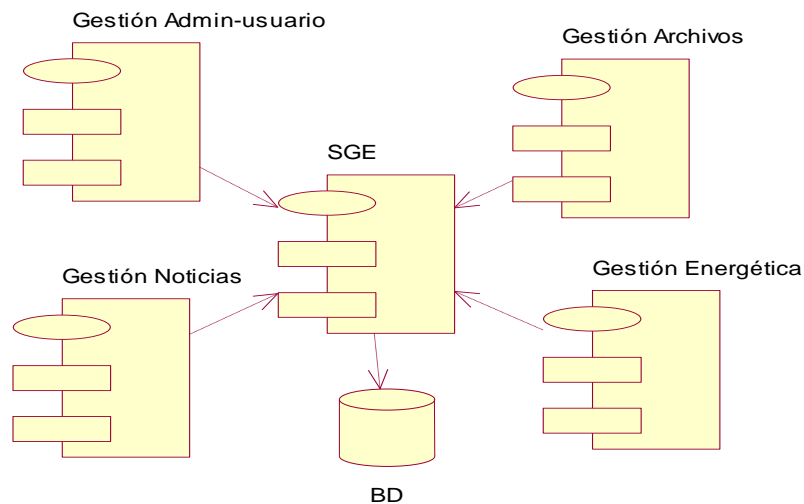 Gestión Admin-usuario
Gestión Archivos
SGE
Gestión Noticias
Gestión Energética
BD